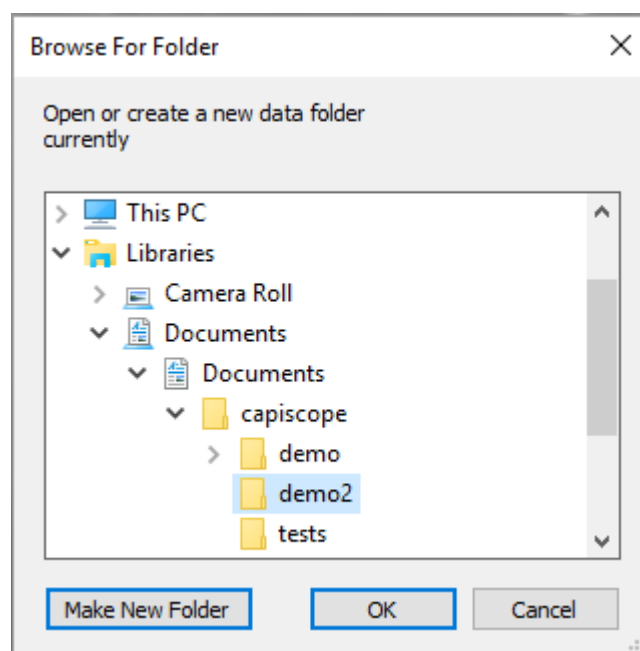 Browse For Folder
Open or create a new data folder
currently
This PC
Libraries
Camera Roll
Documents
Documents
capiscope
demo
demo2
tests
Make New Folder OK Cancel